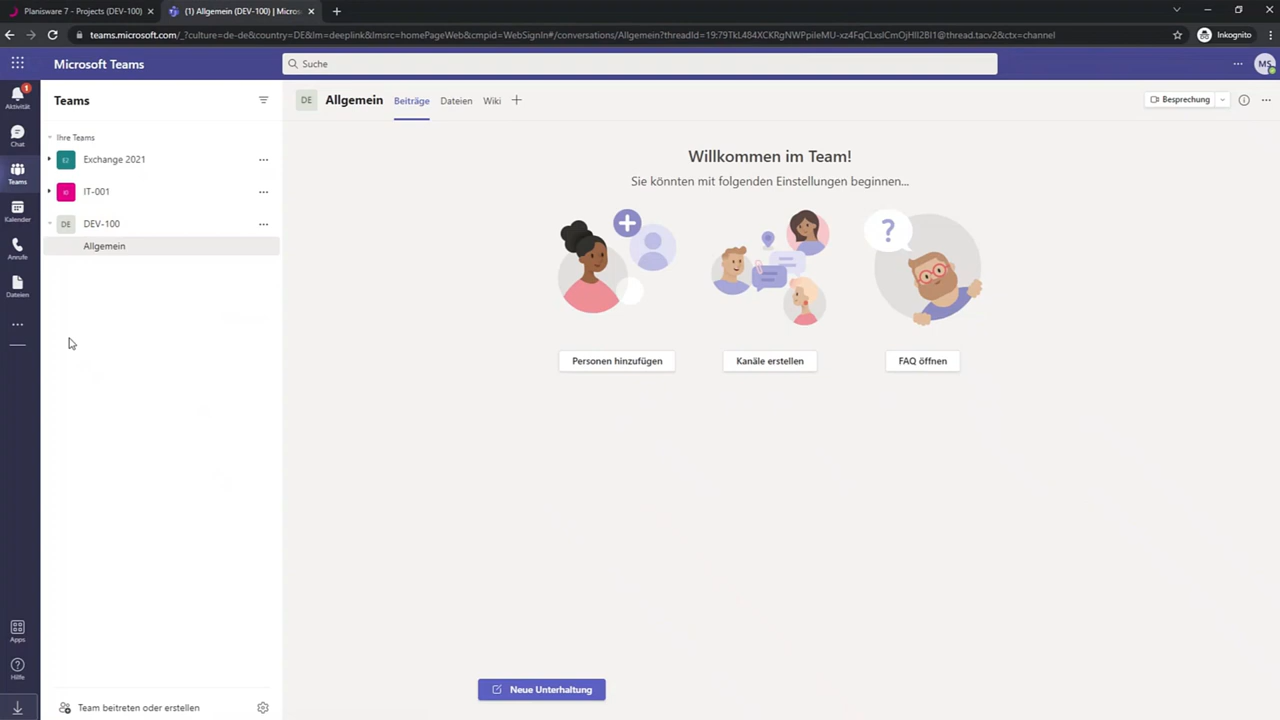 Planisware 7 - Projects (DEV-100)
(1) Allgemein (DEV-100) | Micros
teams.microsoft.com/_?culture=de-de&country=DE&lm=deeplink&lmsrc=homePageWeb&cmpid=WebSignIn#/conversations/Allgemein?threadId=19:79TkL484XCKRgNWPpileMU-xz4FqCLxsICmOjHIl2BI1@thread.tacv2&ctx=channel
Inkognito
Microsoft Teams
Suche
MS
1
Aktivität
Chat
Teams
Kalender
Anrufe
Dateien
Apps
Hilfe
Teams
Ihre Teams
E2
Exchange 2021
IT-001
DE
DEV-100
Allgemein
Team beitreten oder erstellen
DE
Allgemein
Beiträge
Dateien
Wiki
Besprechung
Willkommen im Team!
Sie könnten mit folgenden Einstellungen beginnen...
?
Personen hinzufügen
Kanäle erstellen
FAQ öffnen
Neue Unterhaltung